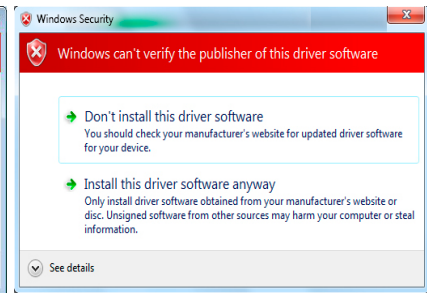 Windows Security
Windows can't verify the publisher of this driver software
Don't install this driver software
You should check your manufacturer's website for updated driver software
for your device.
Install this driver software anyway
Only install driver software obtained from your manufacturer's website or
disc. Unsigned software from other sources may harm your computer or steal
information.
See details